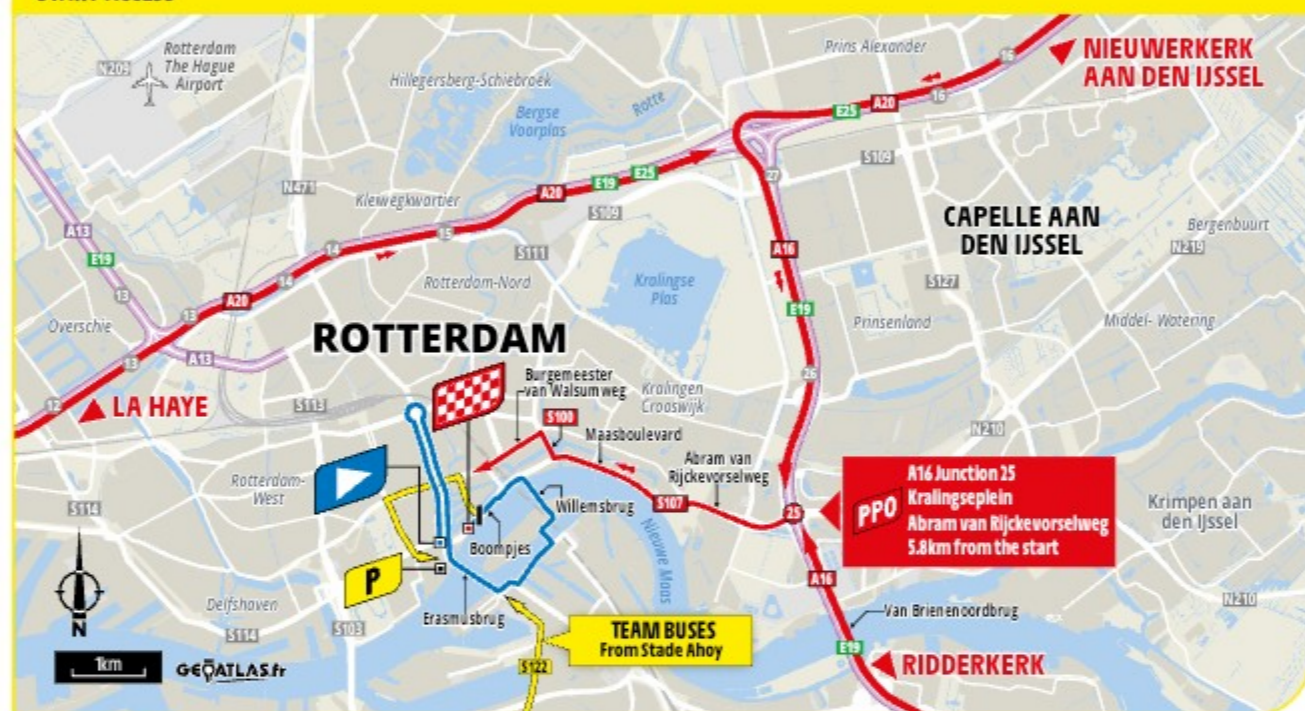 Rotterdam
The Hague
Airport
N209
Hillegersberg-Schiebroek
Bergse
Voorplas
Rotte
Prins Alexander
16
NIEUWERKERK
AAN DEN IJSSEL
16
A20
E25
S109
27
N471
Kleiwegkwartier
A20
E19
E25
S109
15
14
14
S111
A13
E19
13
13
A20
13
A13
12
Overschie
LA HAYE
Rotterdam-Nord
Kralingse
Plas
A16
E19
26
CAPELLE AAN
DEN IJSSEL
Bergenbuurt
N219
S127
Prinsenland
Middel- Watering
ROTTERDAM
S113
Burgemeester
van Walsumweg
S100
Kralingen
Crooswijk
Maasboulevard
Abram van
Rijckevorselweg
S107
25
N210
PPO
A16 Junction 25
Kralingseplein
Abram van Rijckevorselweg
5.8km from the start
Krimpen aan
den IJssel
Rotterdam-
West
S114
Willemsbrug
Boompjes
Nieuwe Maas
P
Erasmusbrug
Delfshaven
S114
S103
N
1km
GEOATLAS.fr
TEAM BUSES
From Stade Ahoy
S122
A16
Van Brienenoordbrug
E19
RIDDERKERK
N210